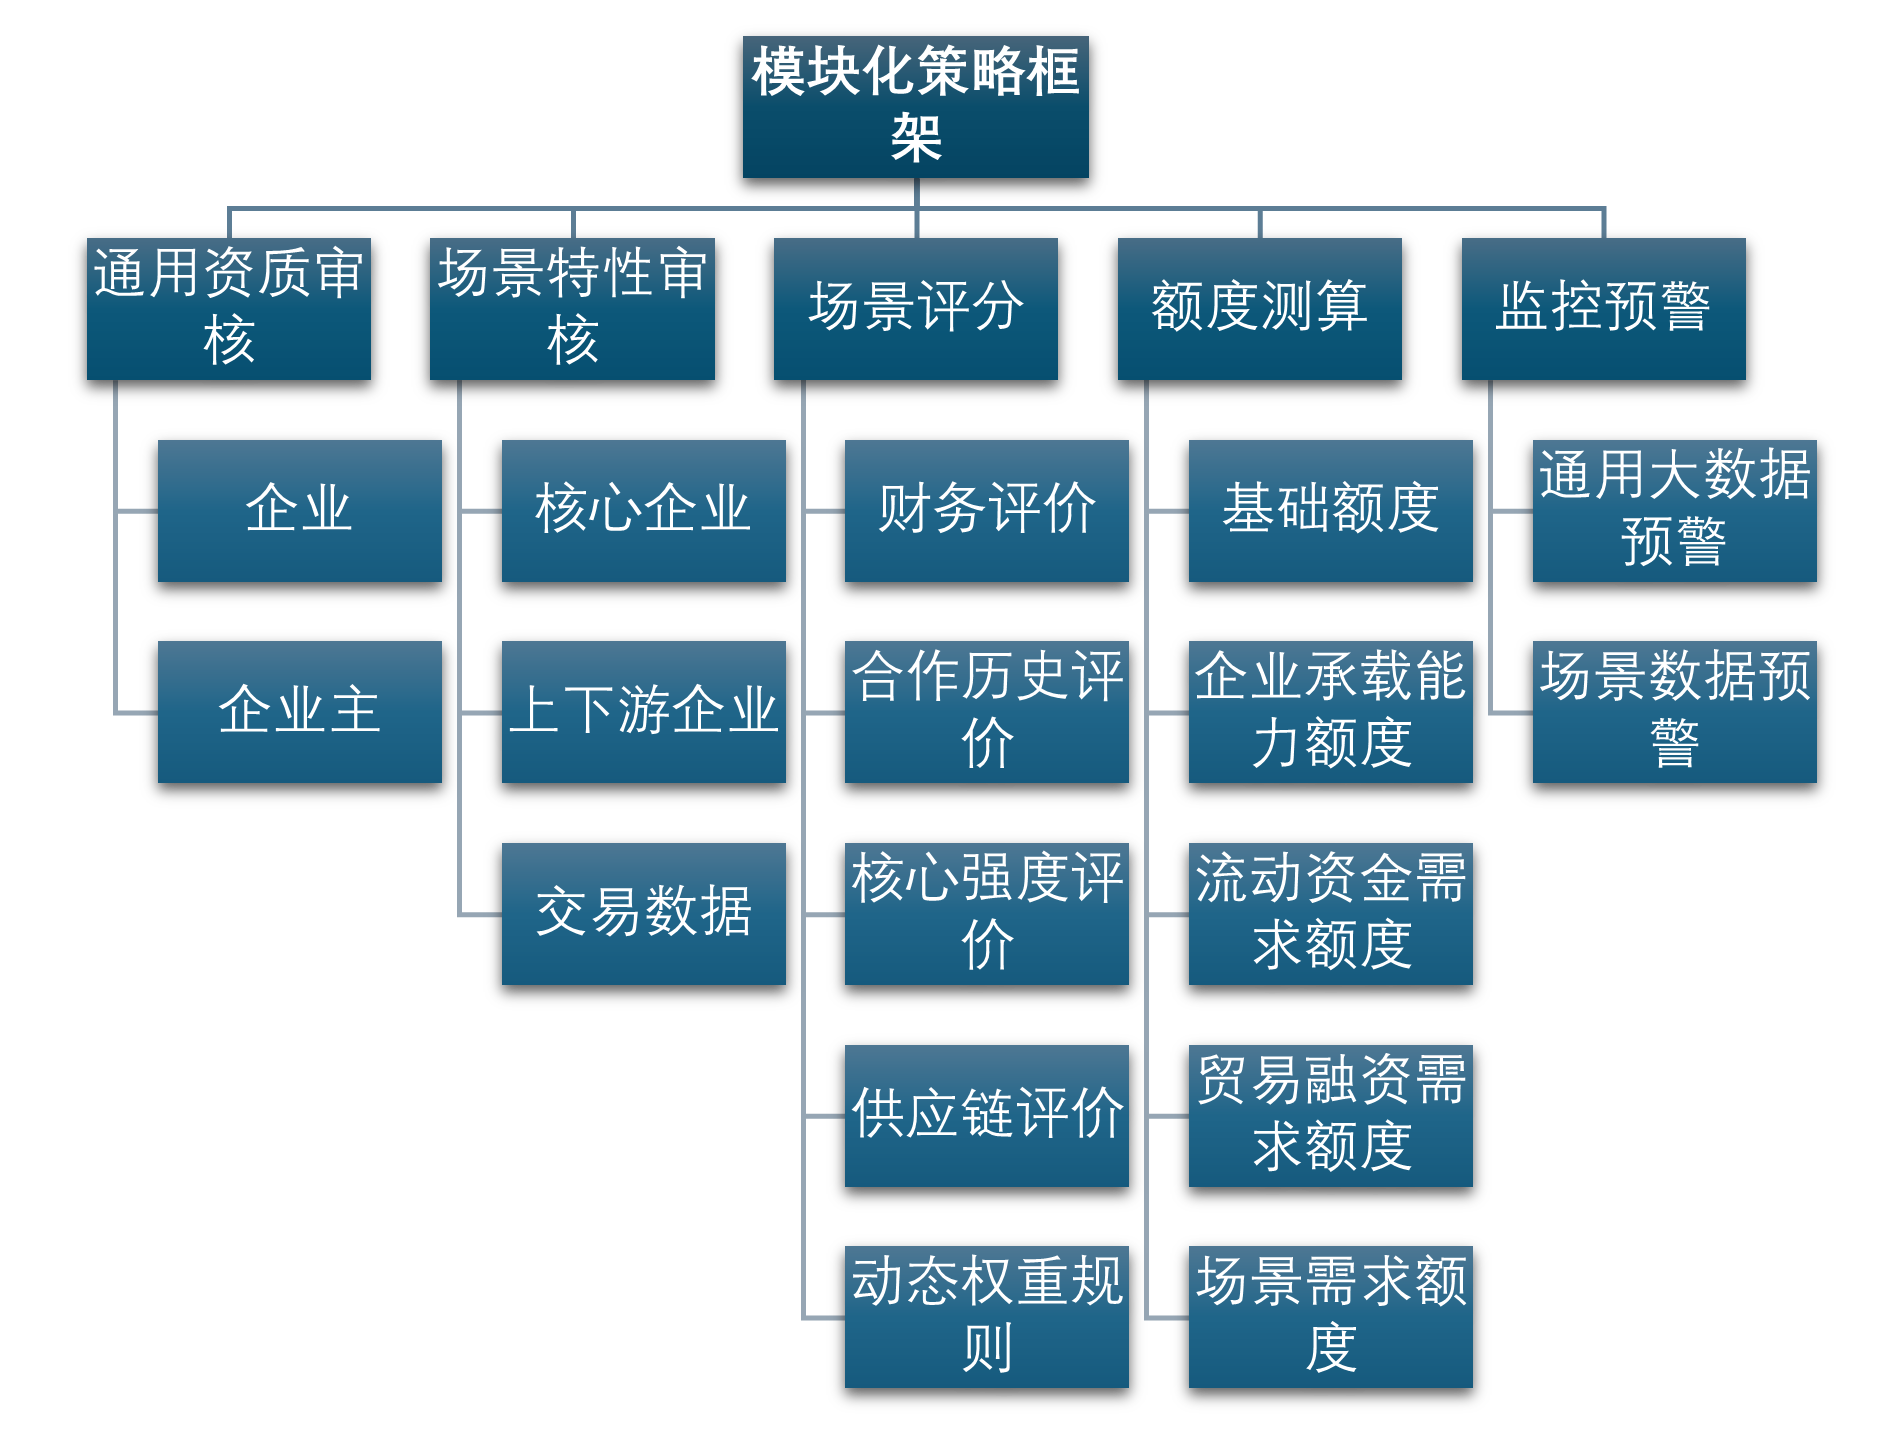 模块化策略框
架
通用资质审
核
企业
企业主
场景特性审
核
核心企业
上下游企业
交易数据
场景评分
财务评价
合作历史评
价
核心强度评
价
供应链评价
动态权重规
则
额度测算
基础额度
企业承载能
力额度
流动资金需
求额度
贸易融资需
求额度
场景需求额
度
监控预警
通用大数据
预警
场景数据预
警